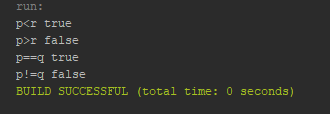 run:
p<r true
p>r false
p==q true
p!=q false
BUILD SUCCESSFUL (total time: 0 seconds)